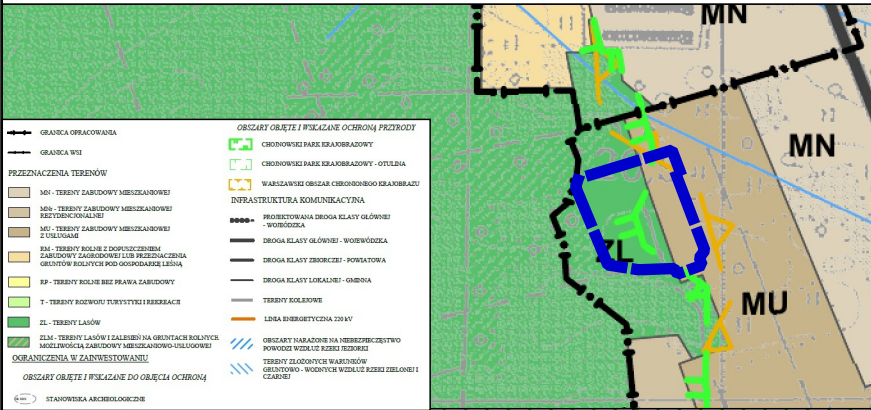 MN
MN
ZL
MU
GRANICA OPRACOWANIA
GRANICA WSI
PRZEZNACZENIA TERENÓW
MN - TERENY ZABUDOWY MIESZKANIOWEJ
MNr - TERENY ZABUDOWY MIESZKANIOWEJ
REZYDENCJONALNEJ
MU - TERENY ZABUDOWY MIESZKANIOWEJ
Z USŁUGAMI
RM - TERENY ROLNE Z DOPUSZCZENIEM
ZABUDOWY ZAGRODOWEJ LUB PRZEZNACZENIA
GRUNTÓW ROLNYCH POD GOSPODARKĘ LEŚNĄ
RP - TERENY ROLNE BEZ PRAWA ZABUDOWY
T - TERENY ROZWOJU TURYSTYKI I REKREACJI
ZL - TERENY LASÓW
ZLM - TERENY LASÓW I ZALESIEŃ NA GRUNTACH ROLNYCH
MOŻLIWOŚCIĄ ZABUDOWY MIESZKANIOWO-USŁUGOWEJ
OGRANICZENIA W ZAINWESTOWANIU
OBSZARY OBJĘTE I WSKAZANE DO OBJĘCIA OCHRONĄ
STANOWISKA ARCHEOLOGICZNE
OBSZARY OBJĘTE I WSKAZANE OCHRONĄ PRZYRODY
CHOJNOWSKI PARK KRAJOBRAZOWY
CHOJNOWSKI PARK KRAJOBRAZOWY - OTULINA
WARSZAWSKI OBSZAR CHRONIONEGO KRAJOBRAZU
INFRASTRUKTURA KOMUNIKACYJNA
PROJEKTOWANA DROGA KLASY GŁÓWNEJ
- WOJWÓDZKA
DROGA KLASY GŁÓWNEJ - WOJEWÓDZKA
DROGA KLASY ZBIORCZEJ - POWIATOWA
DROGA KLASY LOKALNEJ - GMINNA
TERENY KOLEJOWE
LINIA ENERGETYCZNA 220 kV
OBSZARY NARAŻONE NA NIEBEZPIECZEŃSTWO
POWODZI WZDŁUŻ RZEKI JEZIORKI
TERENY ZŁOŻONYCH WARUNKÓW
GRUNTOWO - WODNYCH WZDŁUŻ RZEKI ZIELONEJ I
CZARNEJ